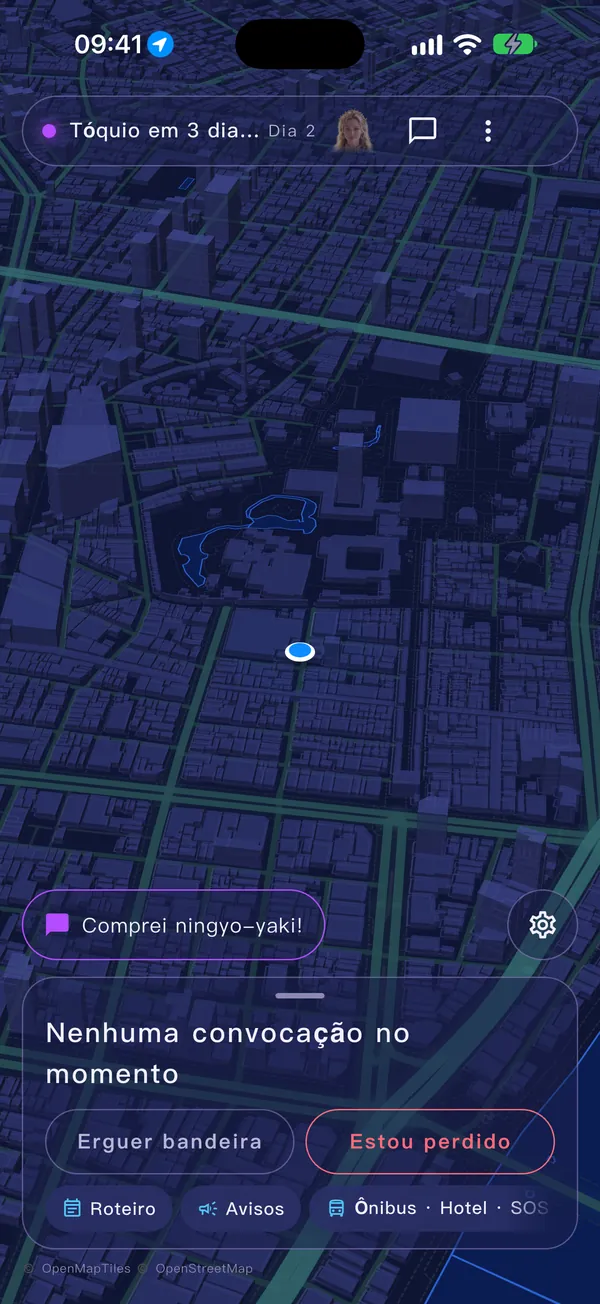 09:41
Tóquio em 3 dia... Dia 2
Comprei ningyo-yaki!
Nenhuma convocação no
momento
Erguer bandeira
Estou perdido
Roteiro
Avisos
Ônibus · Hotel · SOS
© OpenMapTiles © OpenStreetMap